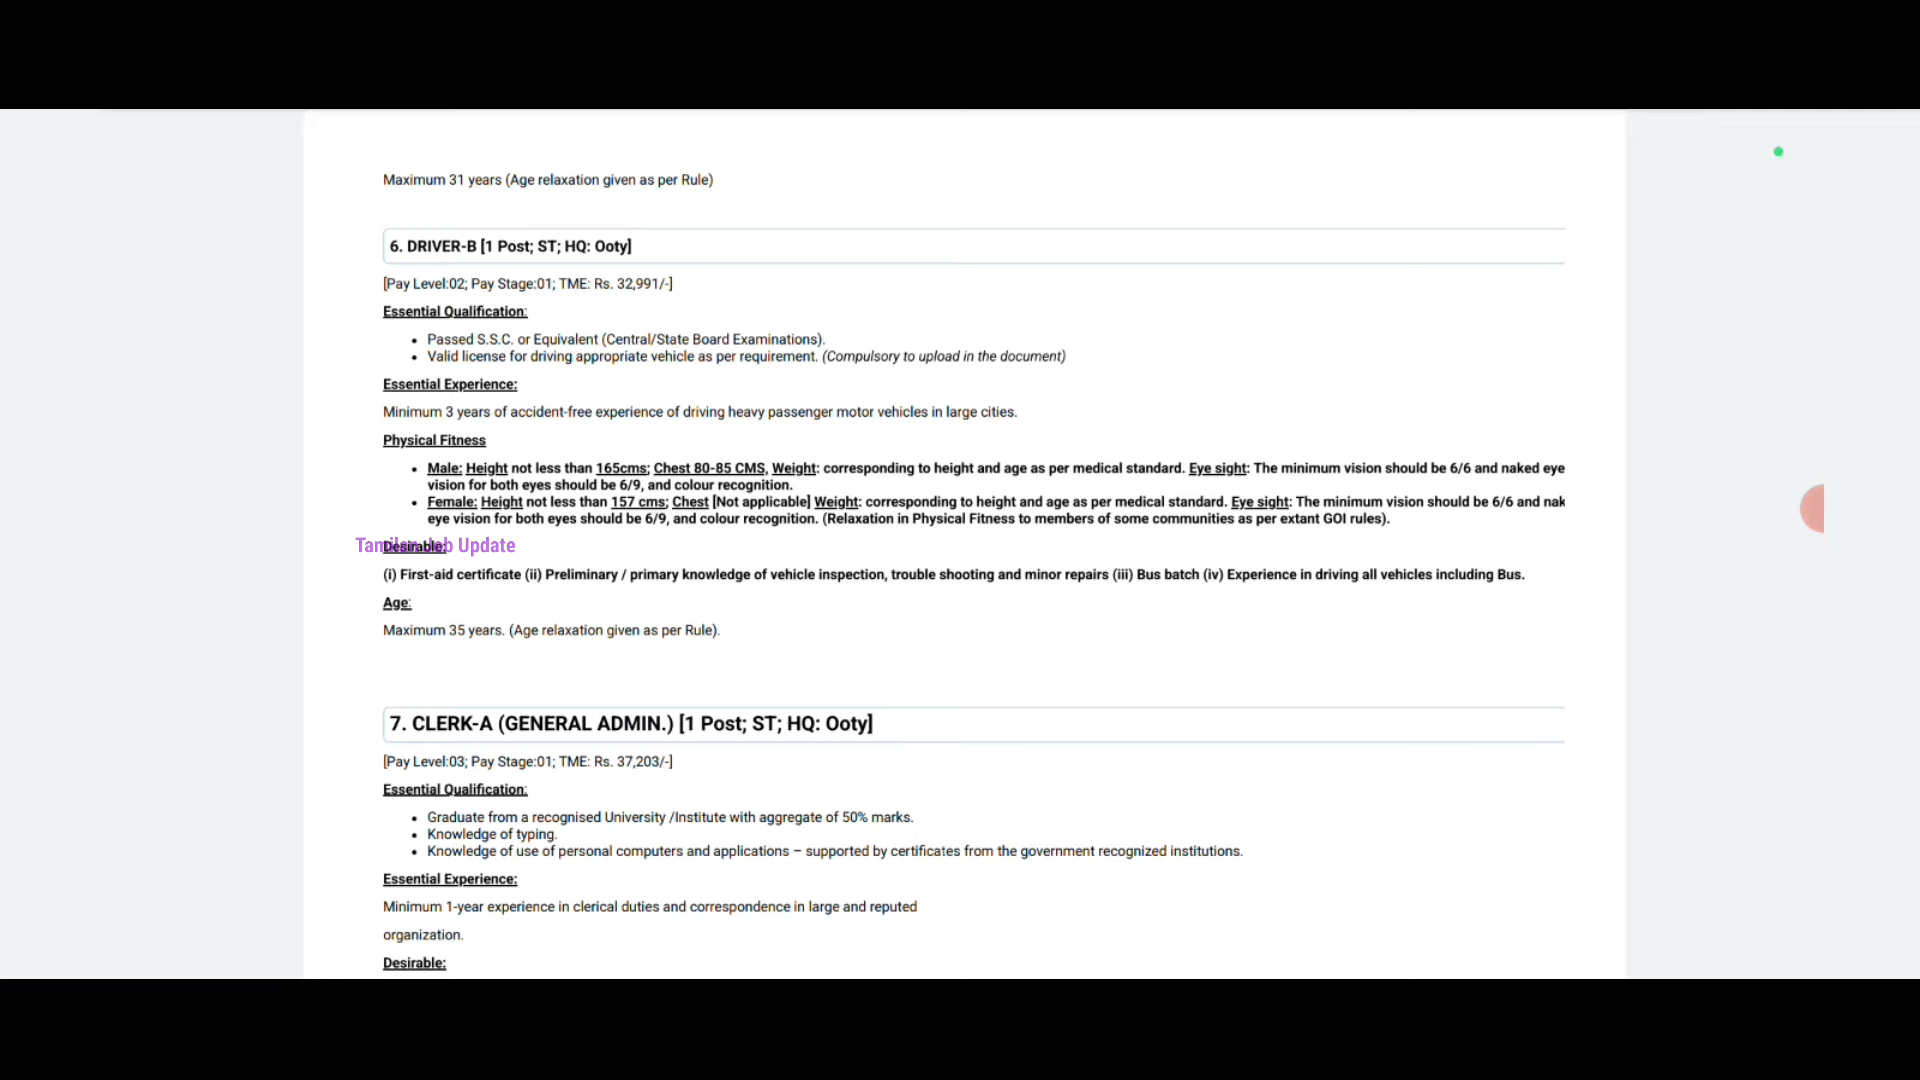 Maximum 31 years (Age relaxation given as per Rule)
6. DRIVER-B [1 Post; ST; HQ: Ooty]
[Pay Level:02; Pay Stage:01; TME: Rs. 32,991/-]
Essential Qualification:
• Passed S.S.C. or Equivalent (Central/State Board Examinations).
• Valid license for driving appropriate vehicle as per requirement. (Compulsory to upload in the document)
Essential Experience:
Minimum 3 years of accident-free experience of driving heavy passenger motor vehicles in large cities.
Physical Fitness
• Male: Height not less than 165cms; Chest 80-85 CMS, Weight: corresponding to height and age as per medical standard. Eye sight: The minimum vision should be 6/6 and naked eye
vision for both eyes should be 6/9, and colour recognition.
• Female: Height not less than 157 cms; Chest [Not applicable] Weight: corresponding to height and age as per medical standard. Eye sight: The minimum vision should be 6/6 and nak
eye vision for both eyes should be 6/9, and colour recognition. (Relaxation in Physical Fitness to members of some communities as per extant GOI rules).
Desirable:
Tamilan Job Update
(i) First-aid certificate (ii) Preliminary / primary knowledge of vehicle inspection, trouble shooting and minor repairs (iii) Bus batch (iv) Experience in driving all vehicles including Bus.
Age:
Maximum 35 years. (Age relaxation given as per Rule).
7. CLERK-A (GENERAL ADMIN.) [1 Post; ST; HQ: Ooty]
[Pay Level:03; Pay Stage:01; TME: Rs. 37,203/-]
Essential Qualification:
• Graduate from a recognised University /Institute with aggregate of 50% marks.
• Knowledge of typing.
• Knowledge of use of personal computers and applications – supported by certificates from the government recognized institutions.
Essential Experience:
Minimum 1-year experience in clerical duties and correspondence in large and reputed
organization.
Desirable: